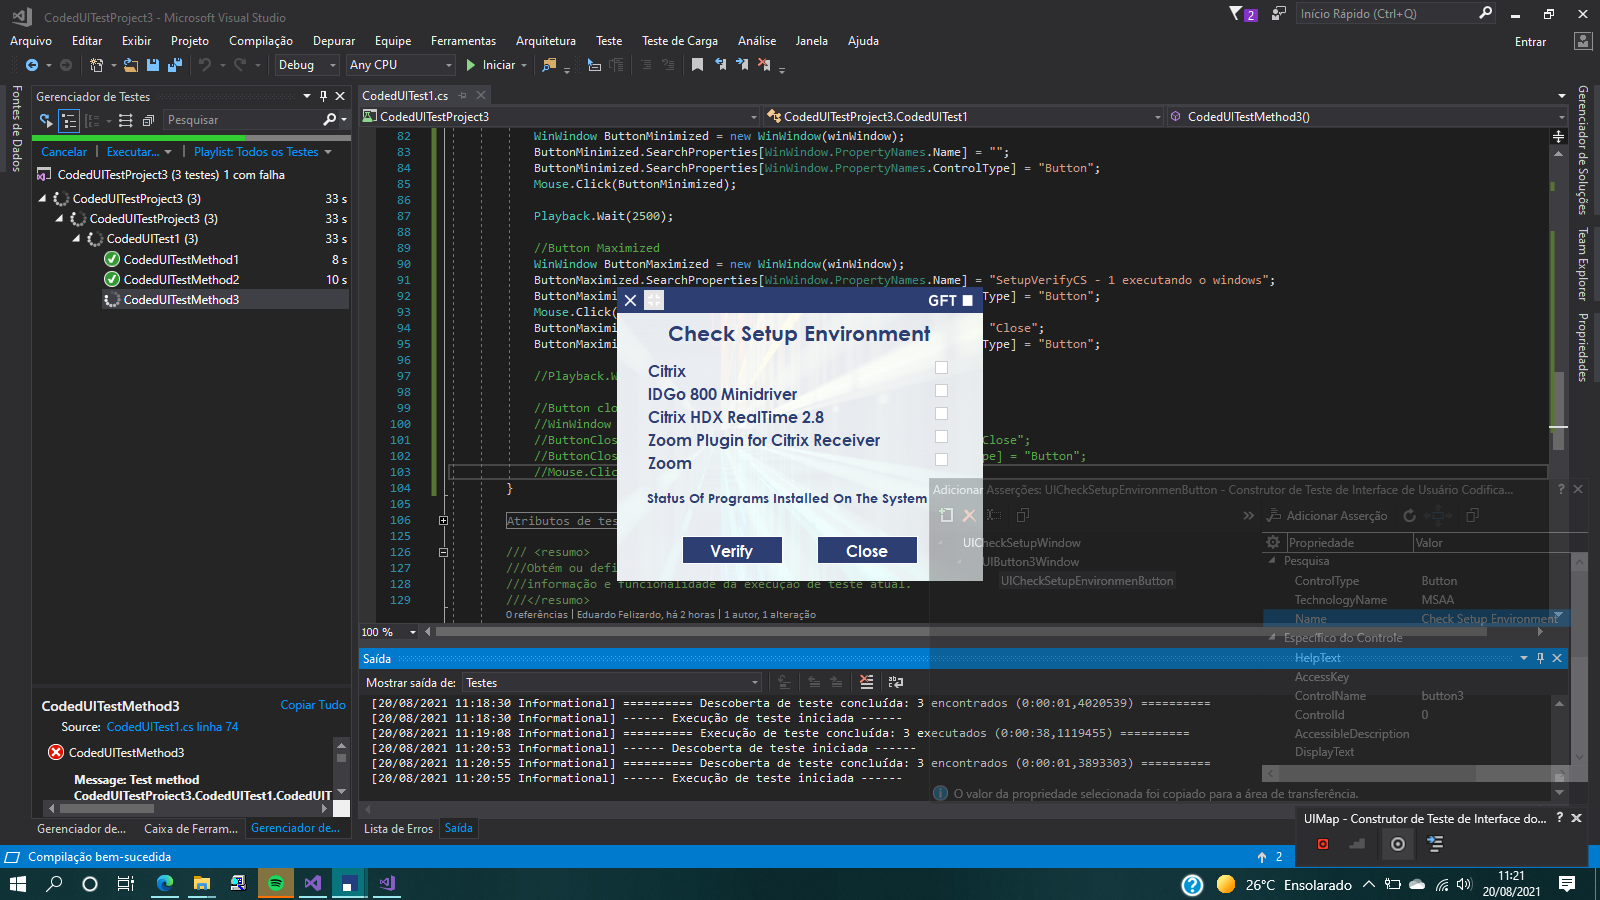 CodedUITestProject3 - Microsoft Visual Studio
2
Início Rápido (Ctrl+Q)
Arquivo Editar Exibir Projeto Compilação Depurar Equipe Ferramentas Arquitetura Teste Teste de Carga Análise Janela Ajuda
Entrar
Debug Any CPU Iniciar
Fontes de Dados
Gerenciador de Testes
Pesquisar
Cancelar | Executar... | Playlist: Todos os Testes
CodedUITestProject3 (3 testes) 1 com falha
CodedUITestProject3 (3) 33 s
CodedUITestProject3 (3) 33 s
CodedUITest1 (3) 33 s
CodedUITestMethod1 8 s
CodedUITestMethod2 10 s
CodedUITestMethod3
CodedUITestMethod3 Copiar Tudo
Source: CodedUITest1.cs linha 74
CodedUITestMethod3
Message: Test method
CodedUITestProject3.CodedUITest1.CodedUIT
Gerenciador de... Caixa de Ferram... Gerenciador de...
CodedUITest1.cs
CodedUITestProject3 CodedUITestProject3.CodedUITest1 CodedUITestMethod3()
82 WinWindow ButtonMinimized = new WinWindow(winWindow);
83 ButtonMinimized.SearchProperties[WinWindow.PropertyNames.Name] = "";
84 ButtonMinimized.SearchProperties[WinWindow.PropertyNames.ControlType] = "Button";
85 Mouse.Click(ButtonMinimized);
86
87 Playback.Wait(2500);
88
89 //Button Maximized
90 WinWindow ButtonMaximized = new WinWindow(winWindow);
91 ButtonMaximized.SearchProperties[WinWindow.PropertyNames.Name] = "SetupVerifyCS - 1 executando o windows";
92 ButtonMaximi Type] = "Button";
93 Mouse.Click(
94 ButtonMaximi = "Close";
95 ButtonMaximi Type] = "Button";
96
97 //Playback.W
98
99 //Button clo
100 //WinWindow
101 //ButtonClos Close";
102 //ButtonClos pe] = "Button";
103 //Mouse.Clic
104 }
105
106 Atributos de tes
125
126 /// <resumo>
127 ///Obtém ou defi
128 ///informação e funcionalidade da execução de teste atual.
129 ///</resumo>
0 referências | Eduardo Felizardo, há 2 horas | 1 autor, 1 alteração
100 %
GFT
Check Setup Environment
Citrix
IDGo 800 Minidriver
Citrix HDX RealTime 2.8
Zoom Plugin for Citrix Receiver
Zoom
Status Of Programs Installed On The System
Verify Close
Adicionar Asserções: UICheckSetupEnvironmenButton - Construtor de Teste de Interface de Usuário Codifica...
Adicionar Asserção
UICheckSetupWindow
UIButton3Window
UICheckSetupEnvironmenButton
Propriedade Valor
Pesquisa
ControlType Button
TechnologyName MSAA
Name Check Setup Environment
Específico do Controle
HelpText
AccessKey
ControlName button3
ControlId 0
AccessibleDescription
DisplayText
O valor da propriedade selecionada foi copiado para a área de transferência.
Gerenciador de Soluções
Team Explorer
Propriedades
Saída
Mostrar saída de: Testes
[20/08/2021 11:18:30 Informational] ========== Descoberta de teste concluída: 3 encontrados (0:00:01,4020539) ==========
[20/08/2021 11:18:30 Informational] ------ Execução de teste iniciada ------
[20/08/2021 11:19:08 Informational] ========== Execução de teste concluída: 3 executados (0:00:38,1119455) ==========
[20/08/2021 11:20:53 Informational] ------ Descoberta de teste iniciada ------
[20/08/2021 11:20:55 Informational] ========== Descoberta de teste concluída: 3 encontrados (0:00:01,3893303) ==========
[20/08/2021 11:20:55 Informational] ------ Execução de teste iniciada ------
Lista de Erros Saída
UIMap - Construtor de Teste de Interface do...
Compilação bem-sucedida
2
26°C Ensolarado
11:21
20/08/2021